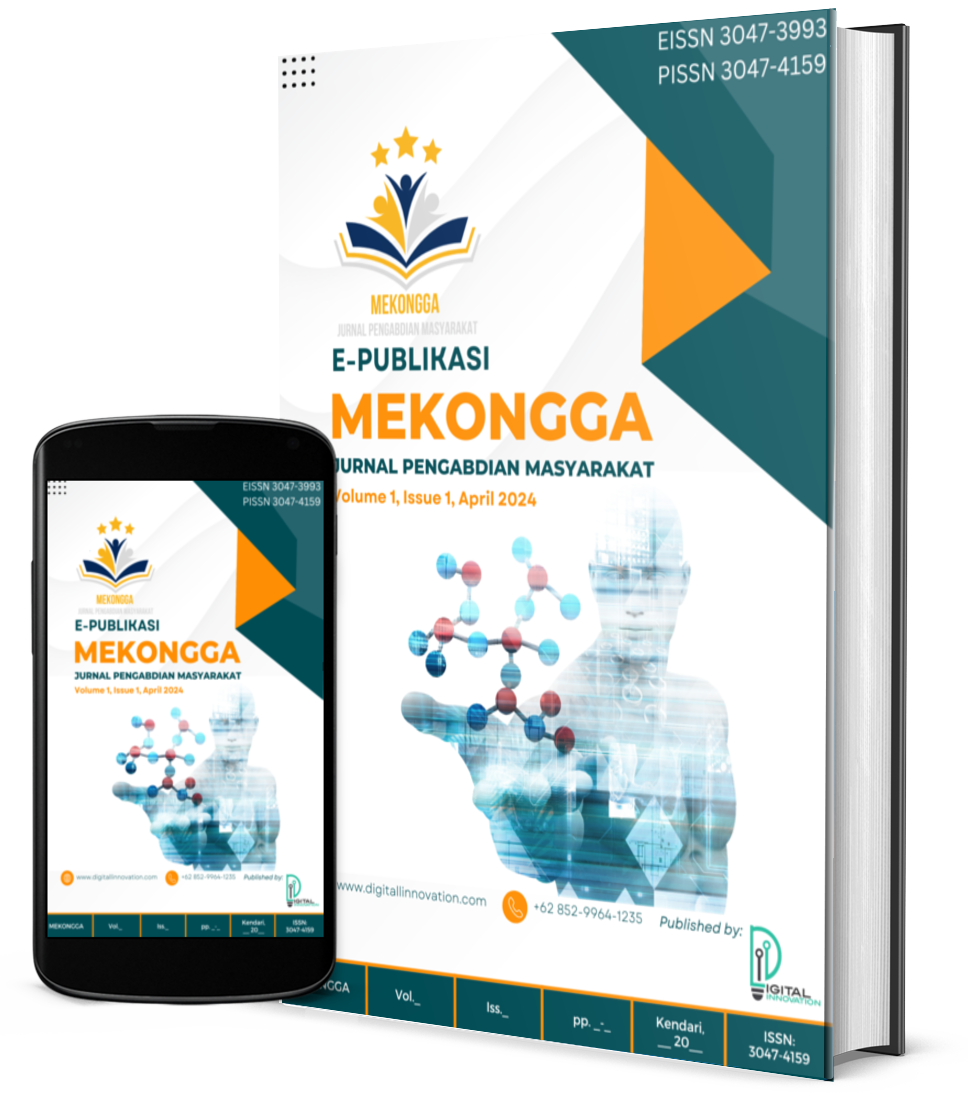 EISSN 3047-3993
PISSN 3047-4159
MEKONGGA
JURNAL PENGABDIAN MASYARAKAT
E-PUBLIKASI
MEKONGGA
JURNAL PENGABDIAN MASYARAKAT
Volume 1, Issue 1, April 2024
www.digitallinnovation.com
+62 852-9964-1235
Published by:
DIGITAL
INNOVATION
NGGA
Vol._
Iss._
pp. _-_
Kendari,
__ 20__
ISSN:
3047-4159
EISSN 3047-3993
PISSN 3047-4159
MEKONGGA
JURNAL PENGABDIAN MASYARAKAT
E-PUBLIKASI
MEKONGGA
JURNAL PENGABDIAN MASYARAKAT
Volume 1, Issue 1, April 2024
www.digitallinnovation.com
+62 852-9964-1235
Published by:
DIGITAL
INNOVATION
MEKONGGA
Vol._
Iss._
pp. _-_
Kendari,
__ 20__
ISSN:
3047-4159